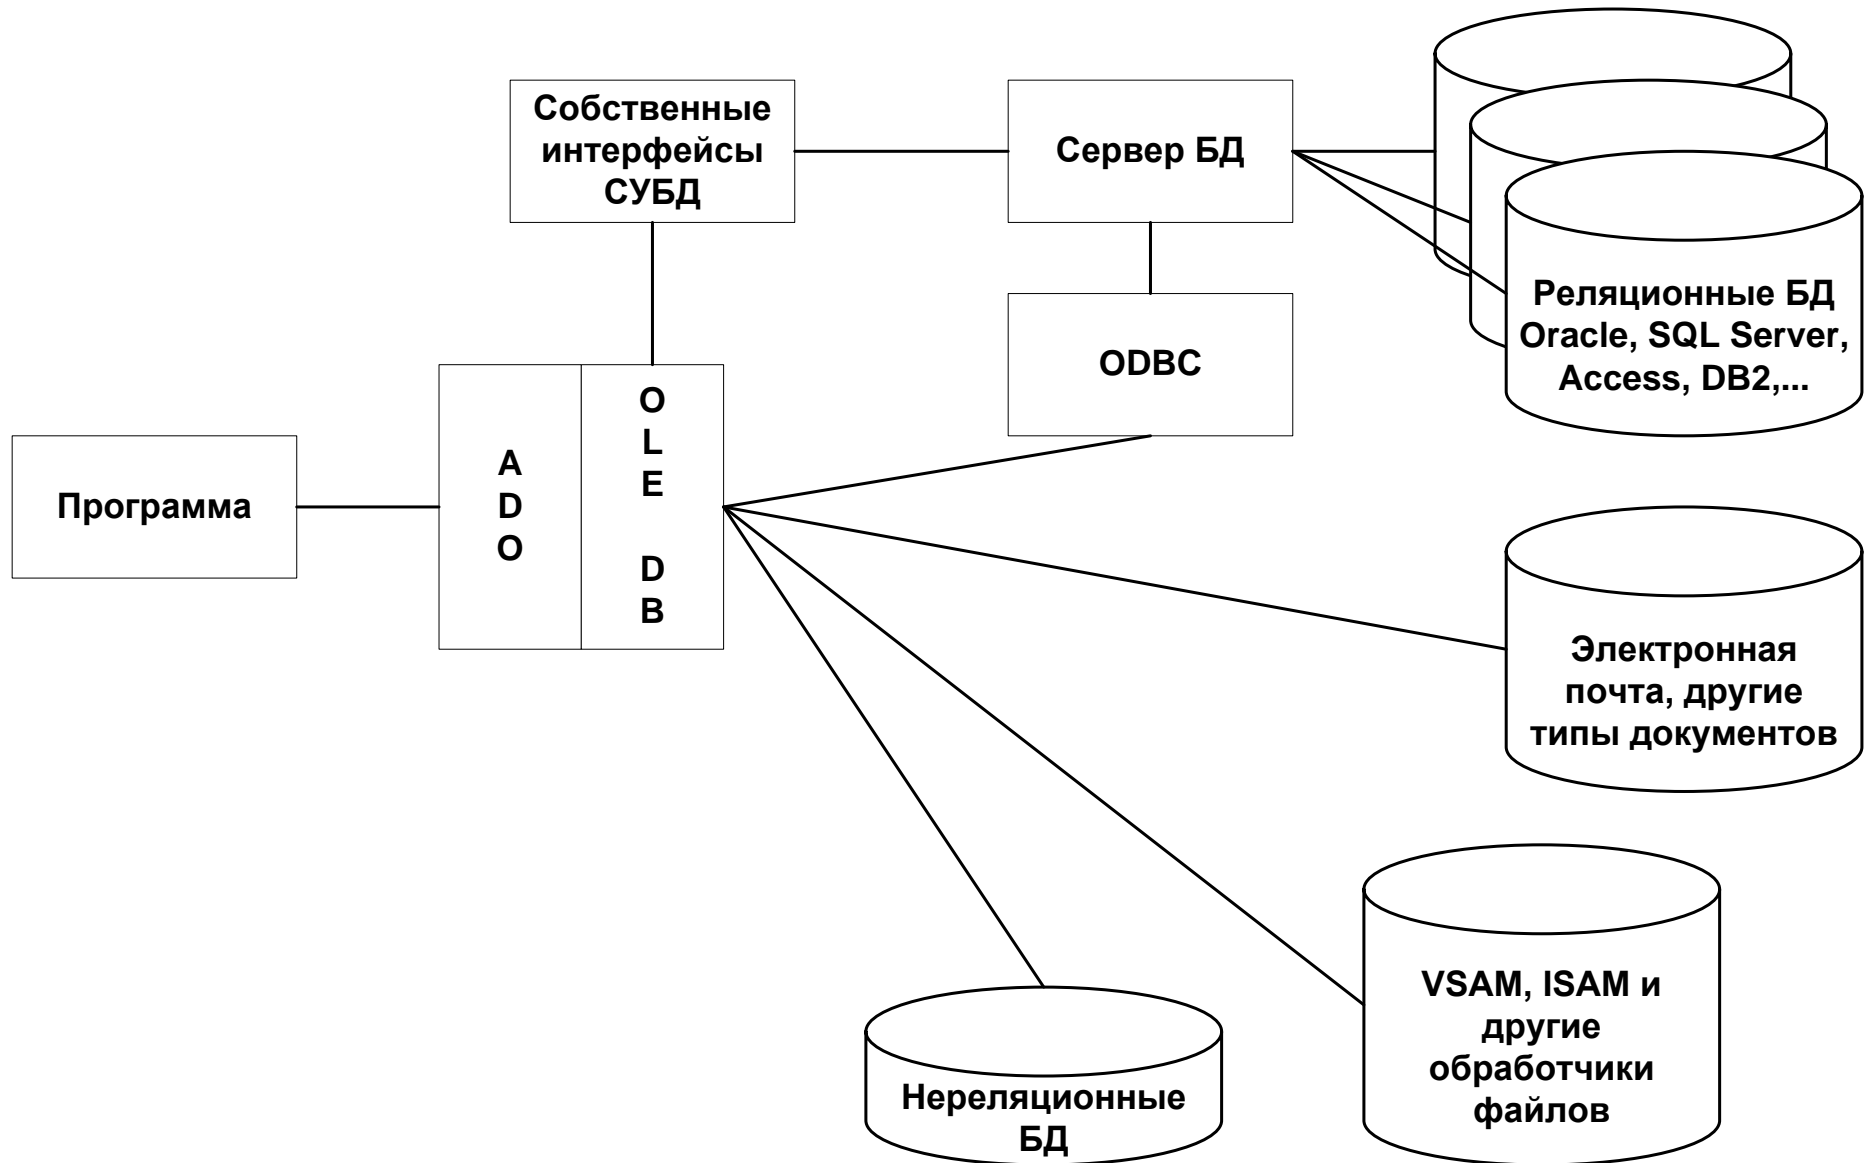 Собственные
интерфейсы
СУБД
Сервер БД
Реляционные БД
Oracle, SQL Server,
Access, DB2,...
ODBC
Программа
A
D
O
O
L
E
D
B
Электронная
почта, другие
типы документов
VSAM, ISAM и
другие
обработчики
файлов
Нереляционные
БД